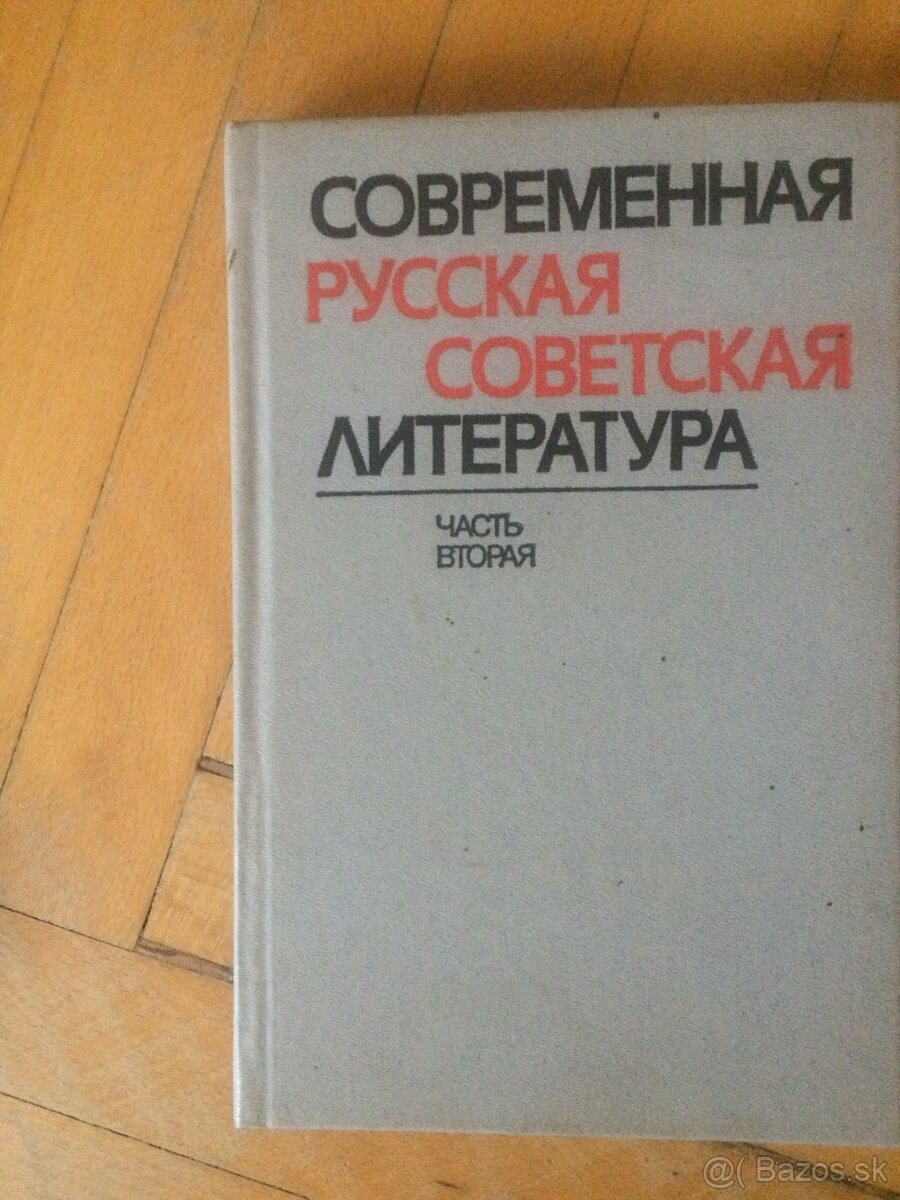 СОВРЕМЕННАЯ
РУССКАЯ
СОВЕТСКАЯ
ЛИТЕРАТУРА
ЧАСТЬ
ВТОРАЯ
@( Bazos.sk